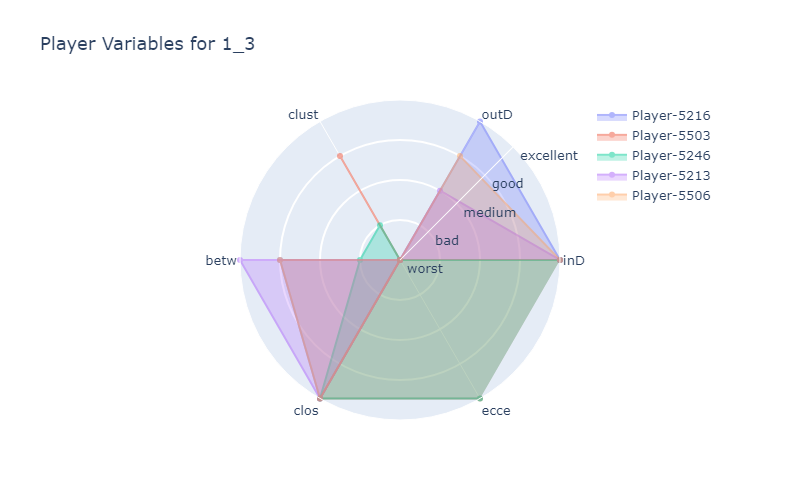 Player Variables for 1_3
clust
outD
Player-5216
Player-5503
Player-5246
Player-5213
Player-5506
excellent
good
medium
bad
worst
betw
inD
clos
ecce